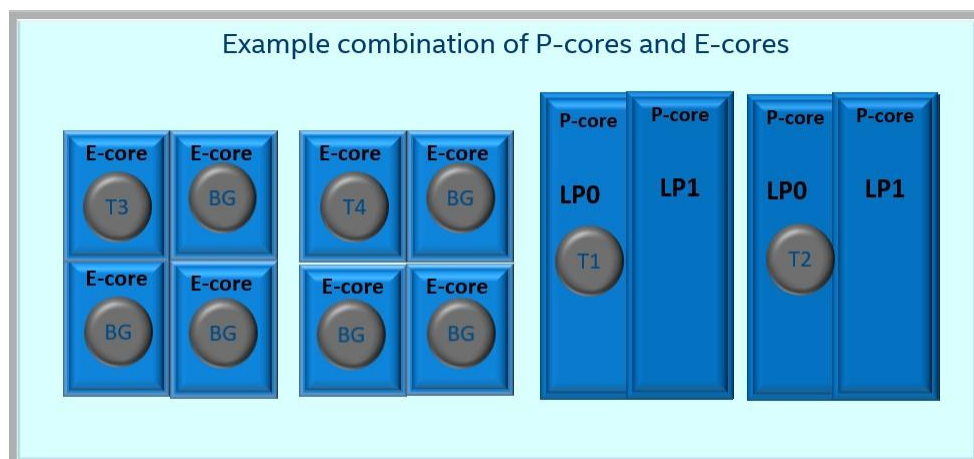 Example combination of P-cores and E-cores
E-core E-core
T3 BG
E-core E-core
BG BG
E-core E-core
T4 BG
E-core E-core
BG BG
P-core P-core
LP0 LP1
T1
P-core P-core
LP0 LP1
T2